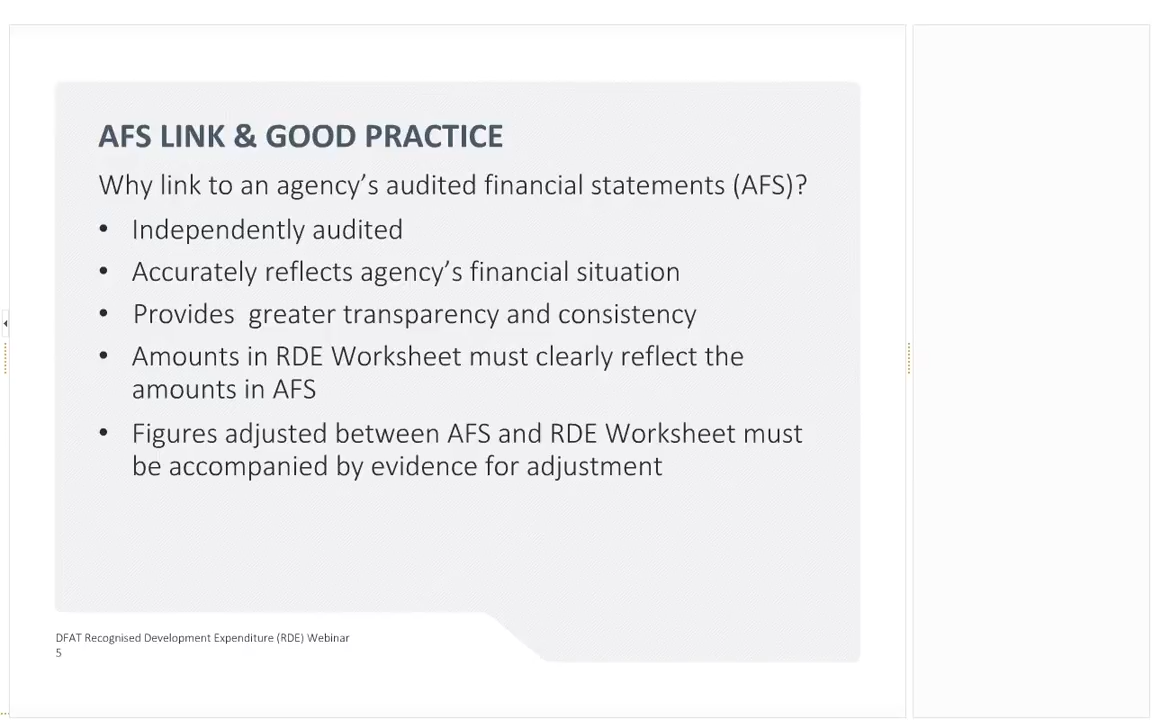 AFS LINK & GOOD PRACTICE
Why link to an agency’s audited financial statements (AFS)?
• Independently audited
• Accurately reflects agency’s financial situation
• Provides  greater transparency and consistency
• Amounts in RDE Worksheet must clearly reflect the
amounts in AFS
• Figures adjusted between AFS and RDE Worksheet must
be accompanied by evidence for adjustment
DFAT Recognised Development Expenditure (RDE) Webinar
5